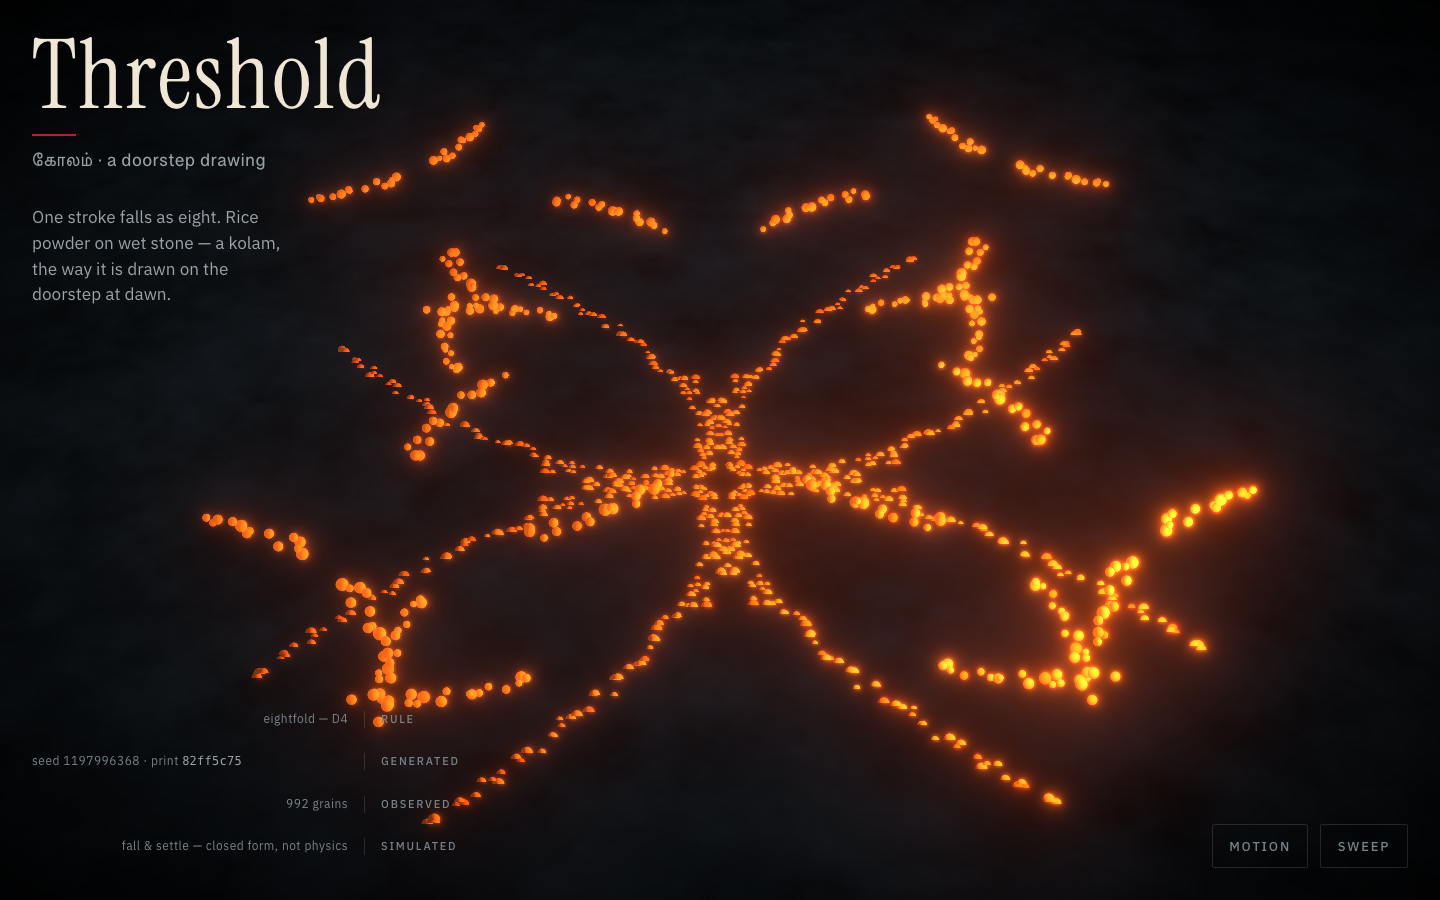 Threshold
கோலம் · a doorstep drawing
One stroke falls as eight. Rice
powder on wet stone — a kolam,
the way it is drawn on the
doorstep at dawn.
eightfold — D4 RULE
seed 1197996368 · print 82ff5c75 GENERATED
992 grains OBSERVED
fall & settle — closed form, not physics SIMULATED
MOTION SWEEP